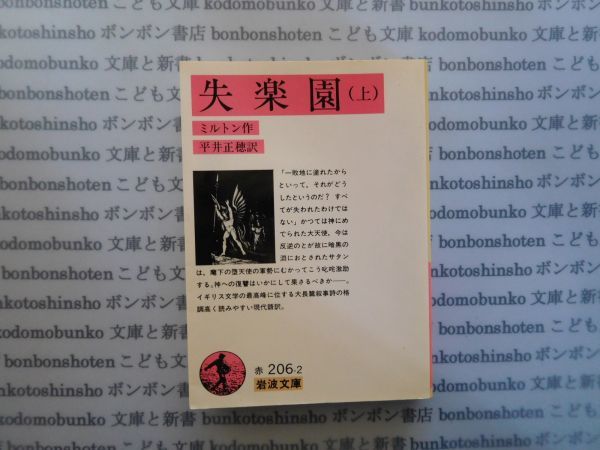 bonbonshoten こども文庫 kodomobunko 文庫と新書 bunkotoshinsho ボンボン書店
bunkotoshinsho ボンボン書店 bonbonshoten こども文庫 kodomobunko 文庫と新書
失楽園(上)
ミルトン作
平井正穂訳
「一敗地に塗れたから
といって、それがどう
したというのだ? すべ
てが失われたわけでは
ない」かつては神にめ
でられた大天使、今は
反逆のとが故に暗黒の
淵におとされたサタン
は、麾下の堕天使の軍勢にむかってこう叱咤激励
する。神への復讐はいかにして果さるべきか――。
イギリス文学の最高峰に位する大長篇叙事詩の格
調高く読みやすい現代語訳。
赤 206-2
岩波文庫